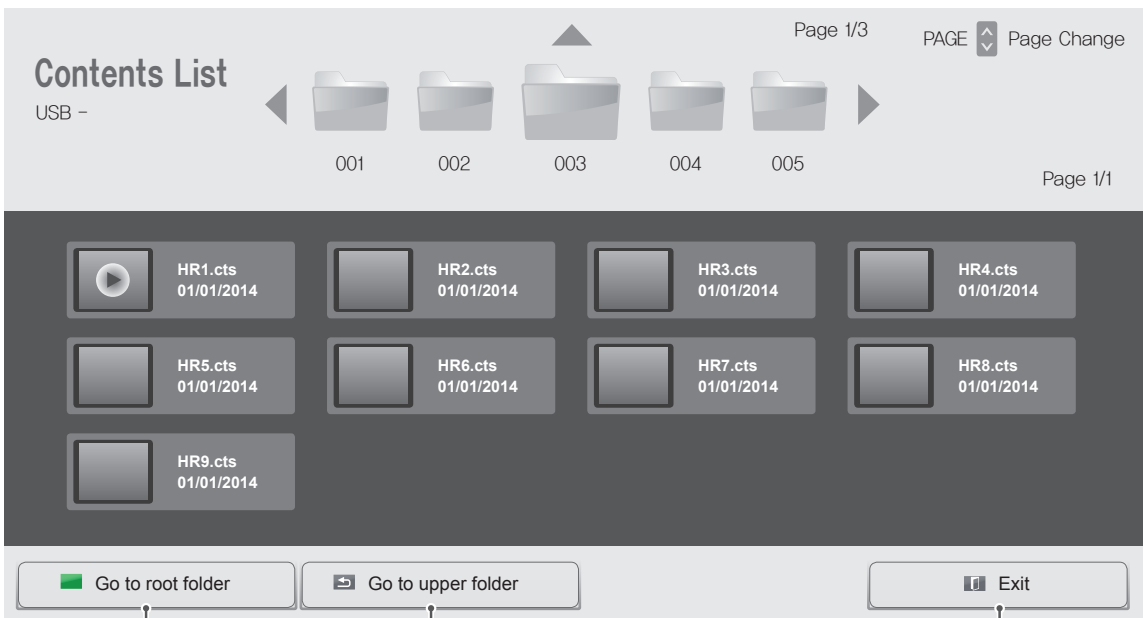 Page 1/3
PAGE Page Change
Contents List
USB -
001 002 003 004 005
Page 1/1
HR1.cts
01/01/2014
HR2.cts
01/01/2014
HR3.cts
01/01/2014
HR4.cts
01/01/2014
HR5.cts
01/01/2014
HR6.cts
01/01/2014
HR7.cts
01/01/2014
HR8.cts
01/01/2014
HR9.cts
01/01/2014
Go to root folder
Go to upper folder
Exit